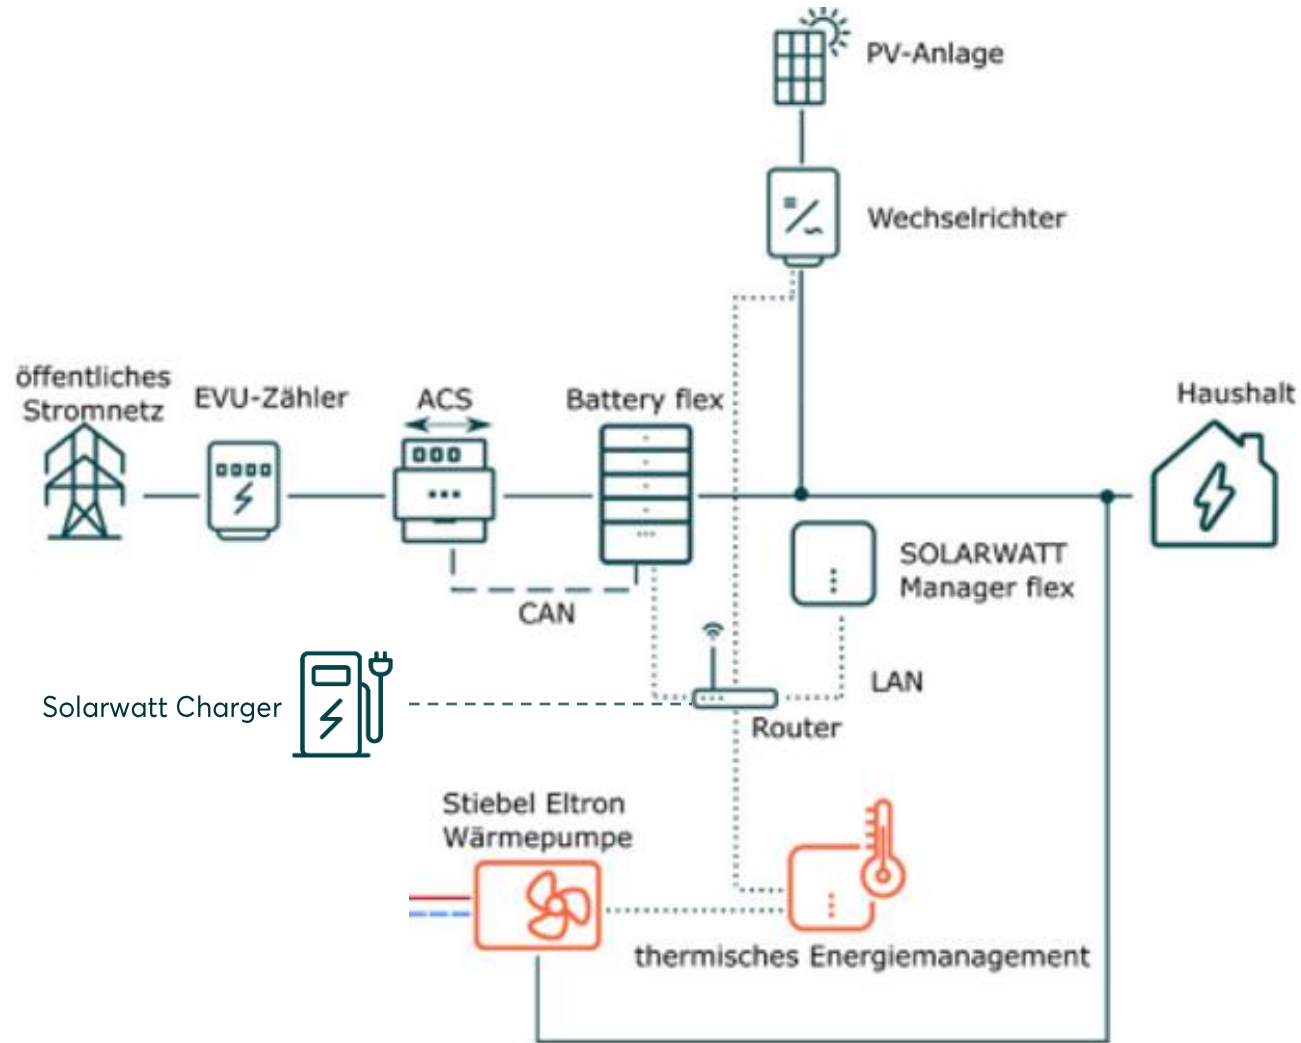 PV-Anlage
Wechselrichter
öffentliches
Stromnetz
EVU-Zähler
ACS
Battery flex
Haushalt
SOLARWATT
Manager flex
CAN
LAN
Solarwatt Charger
Router
Stiebel Eltron
Wärmepumpe
thermisches Energiemanagement